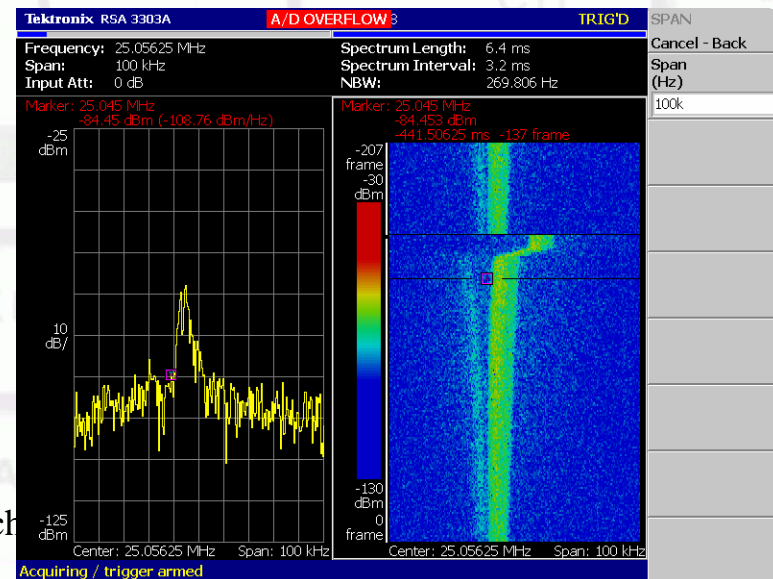 Tektronix RSA 3303A
A/D OVERFLOW
TRIG'D
SPAN
Frequency: 25.05625 MHz
Span: 100 kHz
Input Att: 0 dB
Spectrum Length: 6.4 ms
Spectrum Interval: 3.2 ms
NBW: 269.806 Hz
Cancel - Back
Span
(Hz)
100k
Marker: 25.045 MHz
-84.45 dBm (-108.76 dBm/Hz)
-25
dBm
10
dB/
-125
dBm
Center: 25.05625 MHz Span: 100 kHz
Marker: 25.045 MHz
-84.453 dBm
-441.50625 ms -137 frame
-207
frame
-30
dBm
-130
dBm
0
frame
Center: 25.05625 MHz Span: 100 kHz
Acquiring / trigger armed